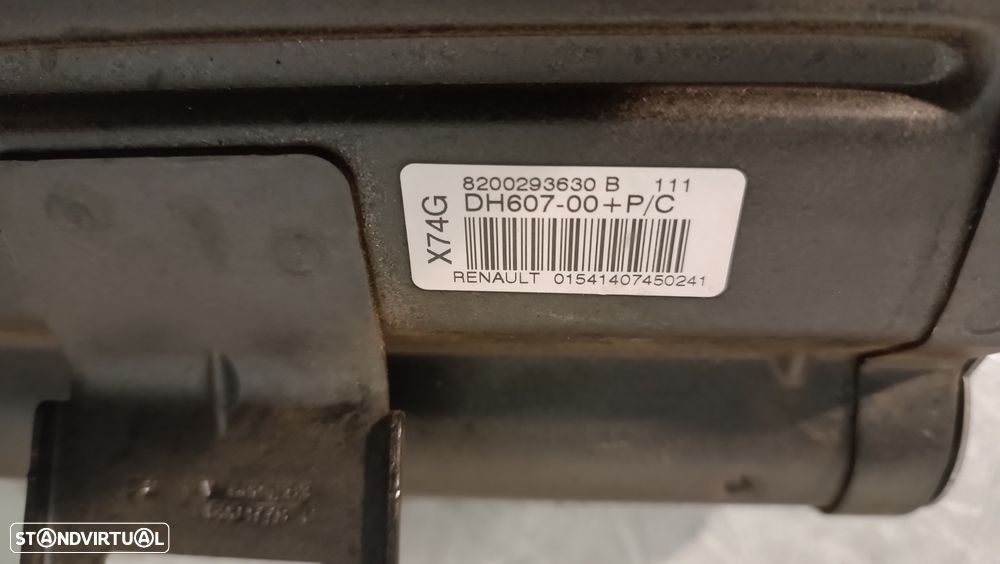 X74G
8200293630 B 111
DH607-00+P/C
RENAULT 01541407450241
STANDVIRTUAL